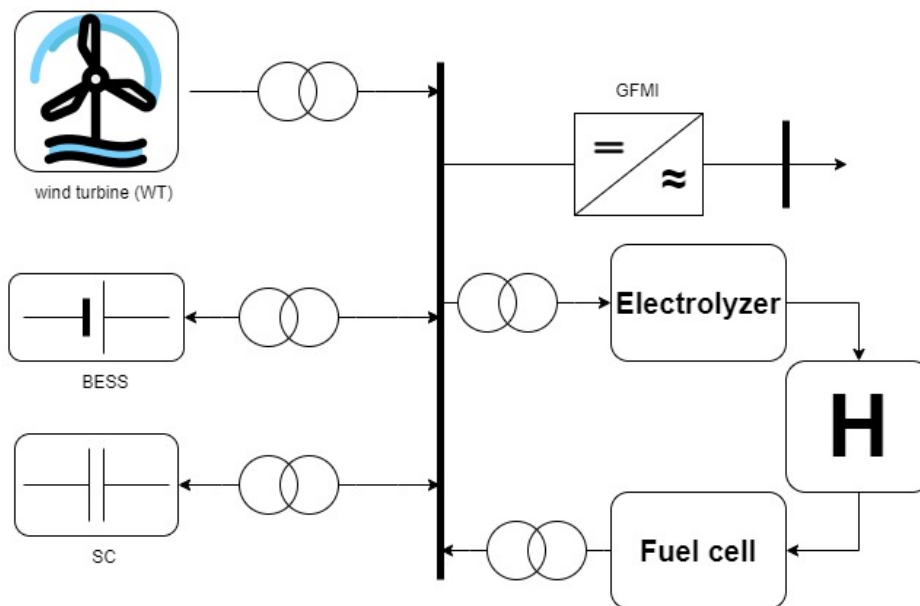 GFMI
wind turbine (WT)
Electrolyzer
BESS
H
SC
Fuel cell